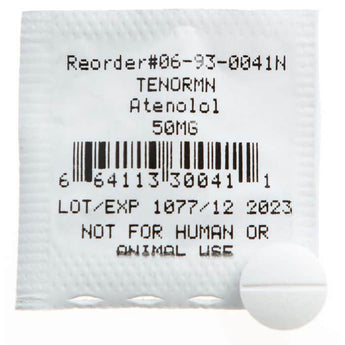 Reorder#06-93-0041N
TENORMN
Atenolol
50MG
6 64113 30041 1
LOT/EXP 1077/12 2023
NOT FOR HUMAN OR
ANIMAL USE